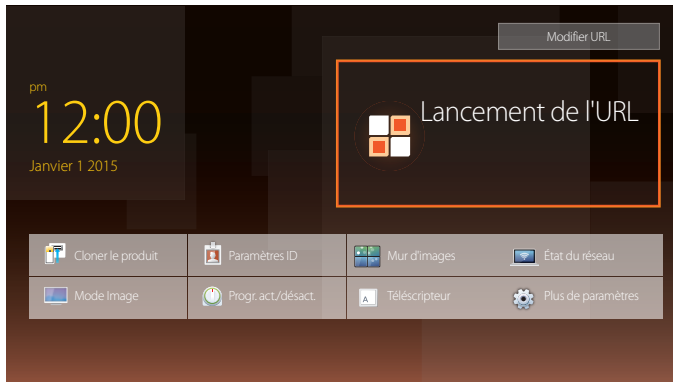 Modifier URL
pm
12:00
Janvier 1 2015
Lancement de l'URL
Cloner le produit
Paramètres ID
Mur d'images
État du réseau
Mode Image
Progr. act./désact.
A
Téléscripteur
Plus de paramètres